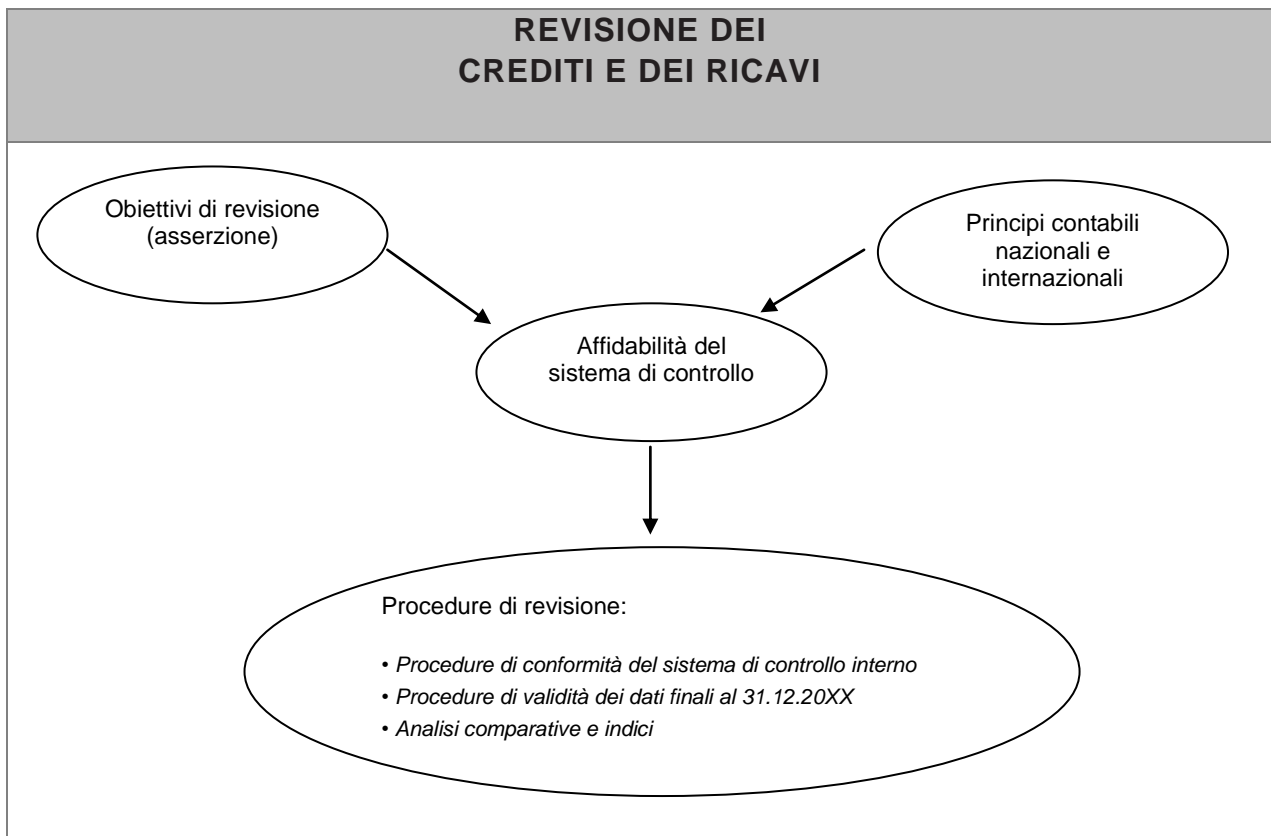 REVISIONE DEI
CREDITI E DEI RICAVI
Obiettivi di revisione
(asserzione)
Principi contabili
nazionali e
internazionali
Affidabilità del
sistema di controllo
Procedure di revisione:
• Procedure di conformità del sistema di controllo interno
• Procedure di validità dei dati finali al 31.12.20XX
• Analisi comparative e indici